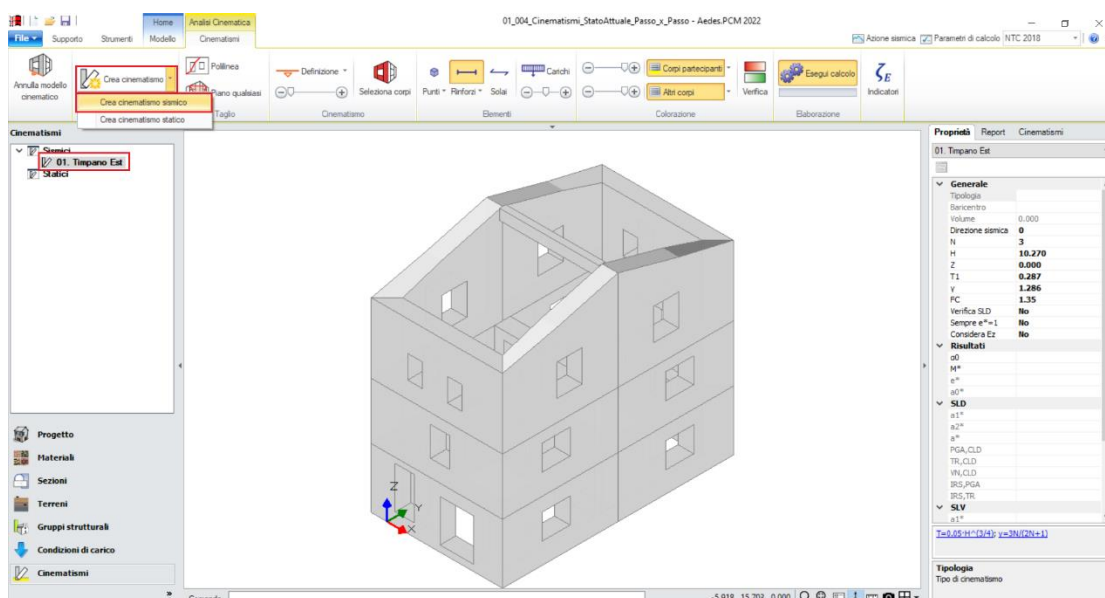 01_004_Cinematismi_StatoAttuale_Passo_x_Passo - Aedes.PCM 2022
Home
Analisi Cinematica
File
Supporto
Strumenti
Modello
Cinematismi
Azione sismica
Parametri di calcolo
NTC 2018
Annulla modello cinematico
Crea cinematismo
Crea cinematismo sismico
Crea cinematismo statico
Polilinea
Piano qualsiasi
Taglio
Definizione
Seleziona corpi
Cinematismo
Punti
Rinforzi
Solai
Carichi
Elementi
Corpi partecipanti
Altri corpi
Colorazione
Verifica
Esegui calcolo
Elaborazione
ζE
Indicatori
Cinematismi
Sismici
01. Timpano Est
Statici
Progetto
Materiali
Sezioni
Terreni
Gruppi strutturali
Condizioni di carico
Cinematismi
»
Z
Y
X
Comando
-5.919 15.703 0.000
Proprietà Report Cinematismi
01. Timpano Est
Generale
Tipologia
Baricentro
Volume 0.000
Direzione sismica 0
N 3
H 10.270
Z 0.000
T1 0.287
γ 1.286
FC 1.35
Verifica SLD No
Sempre e*=1 No
Considera Ez No
Risultati
α0
M*
e*
a0*
SLD
a1*
a2*
a*
PGA,CLD
TR,CLD
VN,CLD
IRS,PGA
IRS,TR
SLV
a1*
T=0.05·H^(3/4); γ=3N/(2N+1)
Tipologia
Tipo di cinematismo